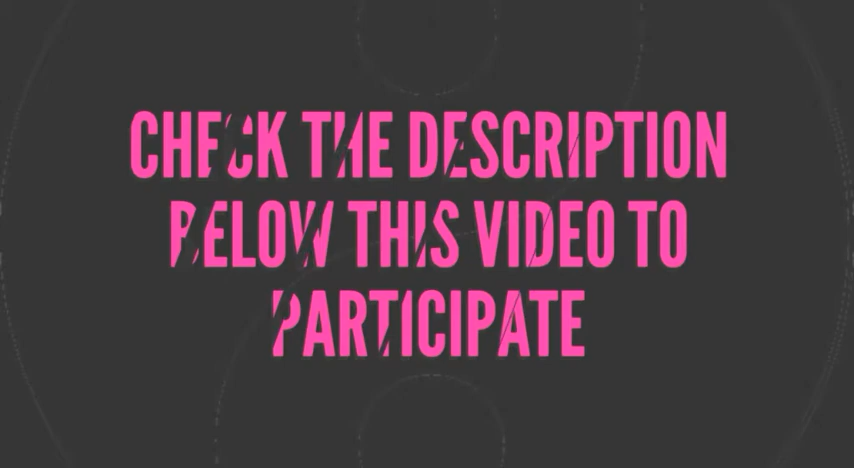 CHECK THE DESCRIPTION
BELOW THIS VIDEO TO
PARTICIPATE